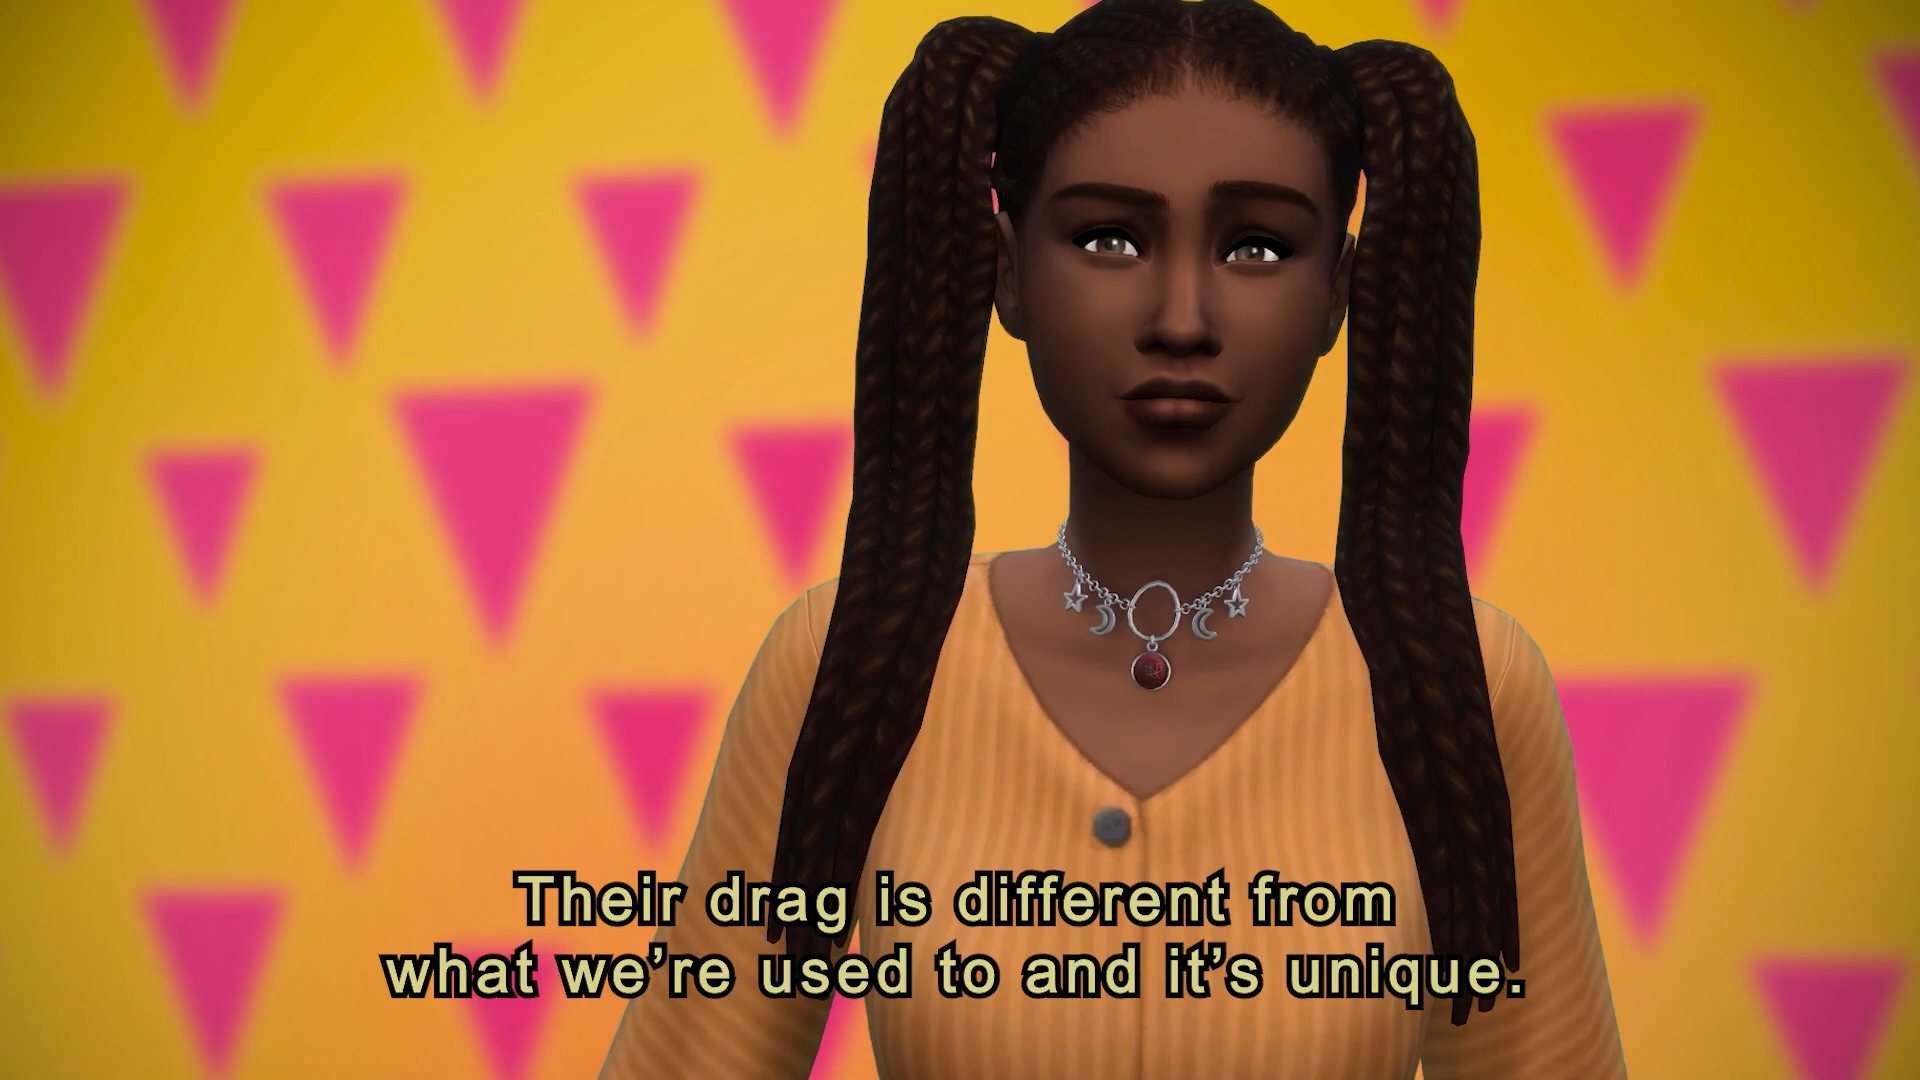 Their drag is different from
what we’re used to and it’s unique.